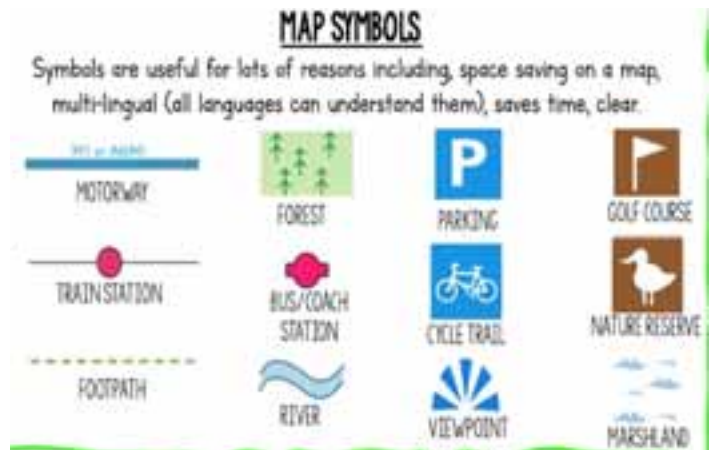 MAP SYMBOLS
Symbols are useful for lots of reasons including, space saving on a map,
multi-lingual (all languages can understand them), saves time, clear.
MOTORWAY
FOREST
P
PARKING
GOLF COURSE
TRAIN STATION
BUS/COACH
STATION
CYCLE TRAIL
NATURE RESERVE
FOOTPATH
RIVER
VIEWPOINT
MARSHLAND